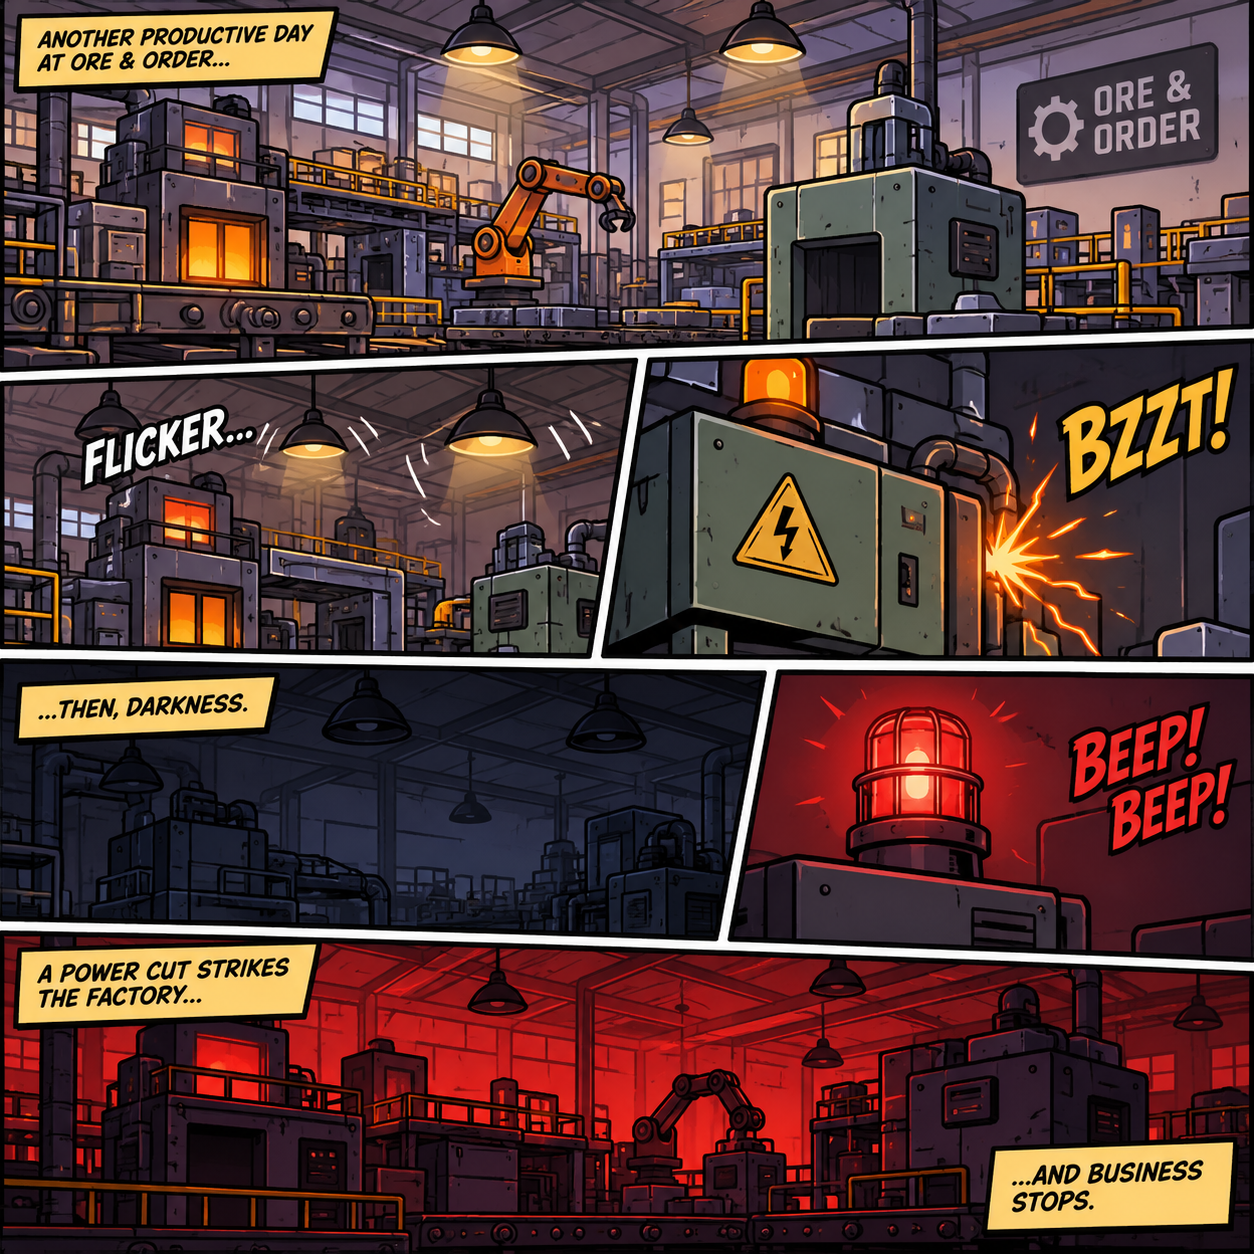 ANOTHER PRODUCTIVE DAY
AT ORE & ORDER...
ORE &
ORDER
FLICKER...
BZZT!
...THEN, DARKNESS.
BEEP!
BEEP!
A POWER CUT STRIKES
THE FACTORY...
...AND BUSINESS
STOPS.